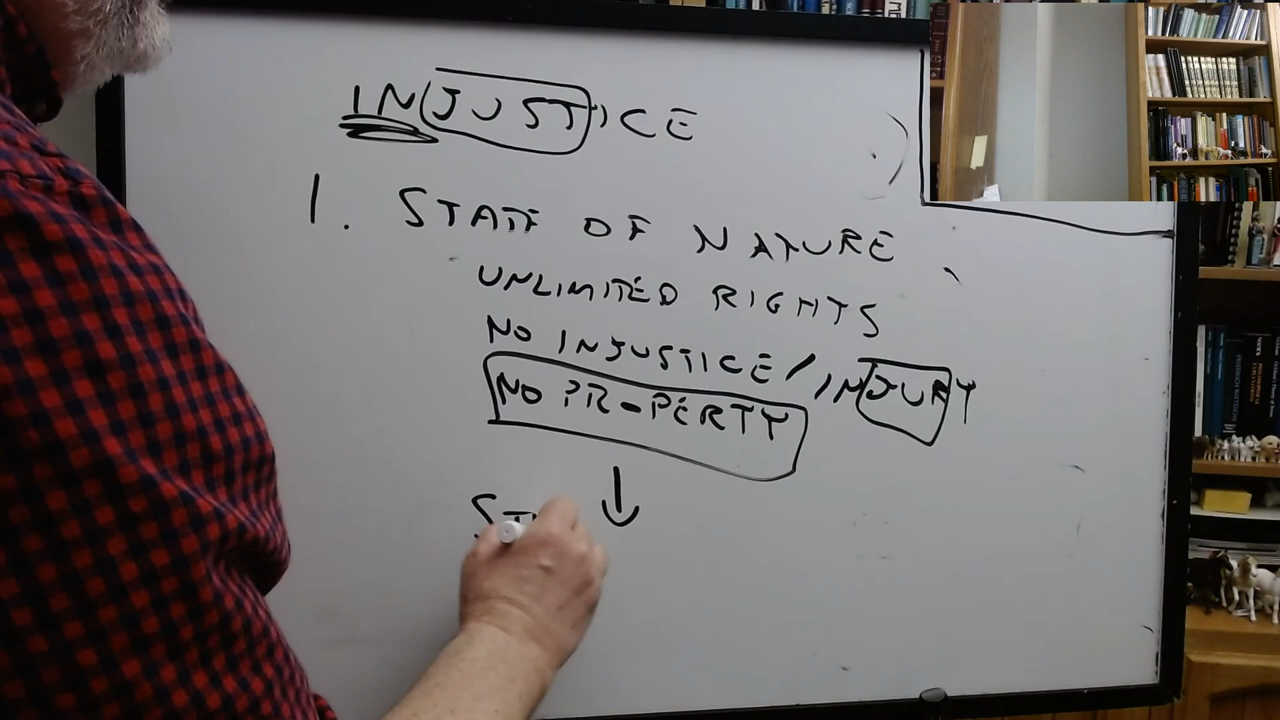 INJUSTICE
1. STATE OF NATURE
UNLIMITED RIGHTS
NO INJUSTICE/INJURY
NO PROPERTY
↓